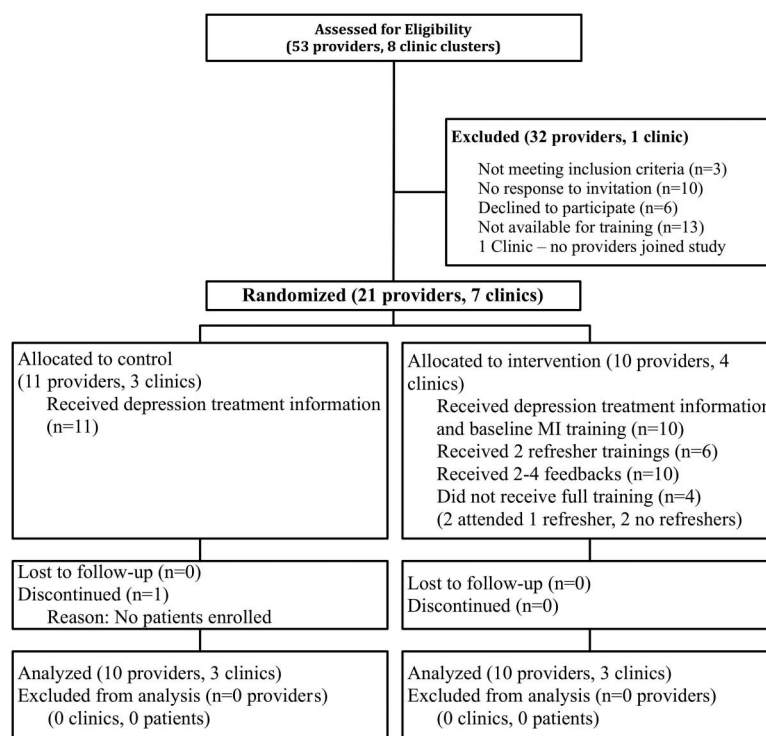 Assessed for Eligibility
(53 providers, 8 clinic clusters)
Excluded (32 providers, 1 clinic)
Not meeting inclusion criteria (n=3)
No response to invitation (n=10)
Declined to participate (n=6)
Not available for training (n=13)
1 Clinic – no providers joined study
Randomized (21 providers, 7 clinics)
Allocated to control
(11 providers, 3 clinics)
Received depression treatment information
(n=11)
Allocated to intervention (10 providers, 4
clinics)
Received depression treatment information
and baseline MI training (n=10)
Received 2 refresher trainings (n=6)
Received 2-4 feedbacks (n=10)
Did not receive full training (n=4)
(2 attended 1 refresher, 2 no refreshers)
Lost to follow-up (n=0)
Discontinued (n=1)
Reason: No patients enrolled
Lost to follow-up (n=0)
Discontinued (n=0)
Analyzed (10 providers, 3 clinics)
Excluded from analysis (n=0 providers)
(0 clinics, 0 patients)
Analyzed (10 providers, 3 clinics)
Excluded from analysis (n=0 providers)
(0 clinics, 0 patients)